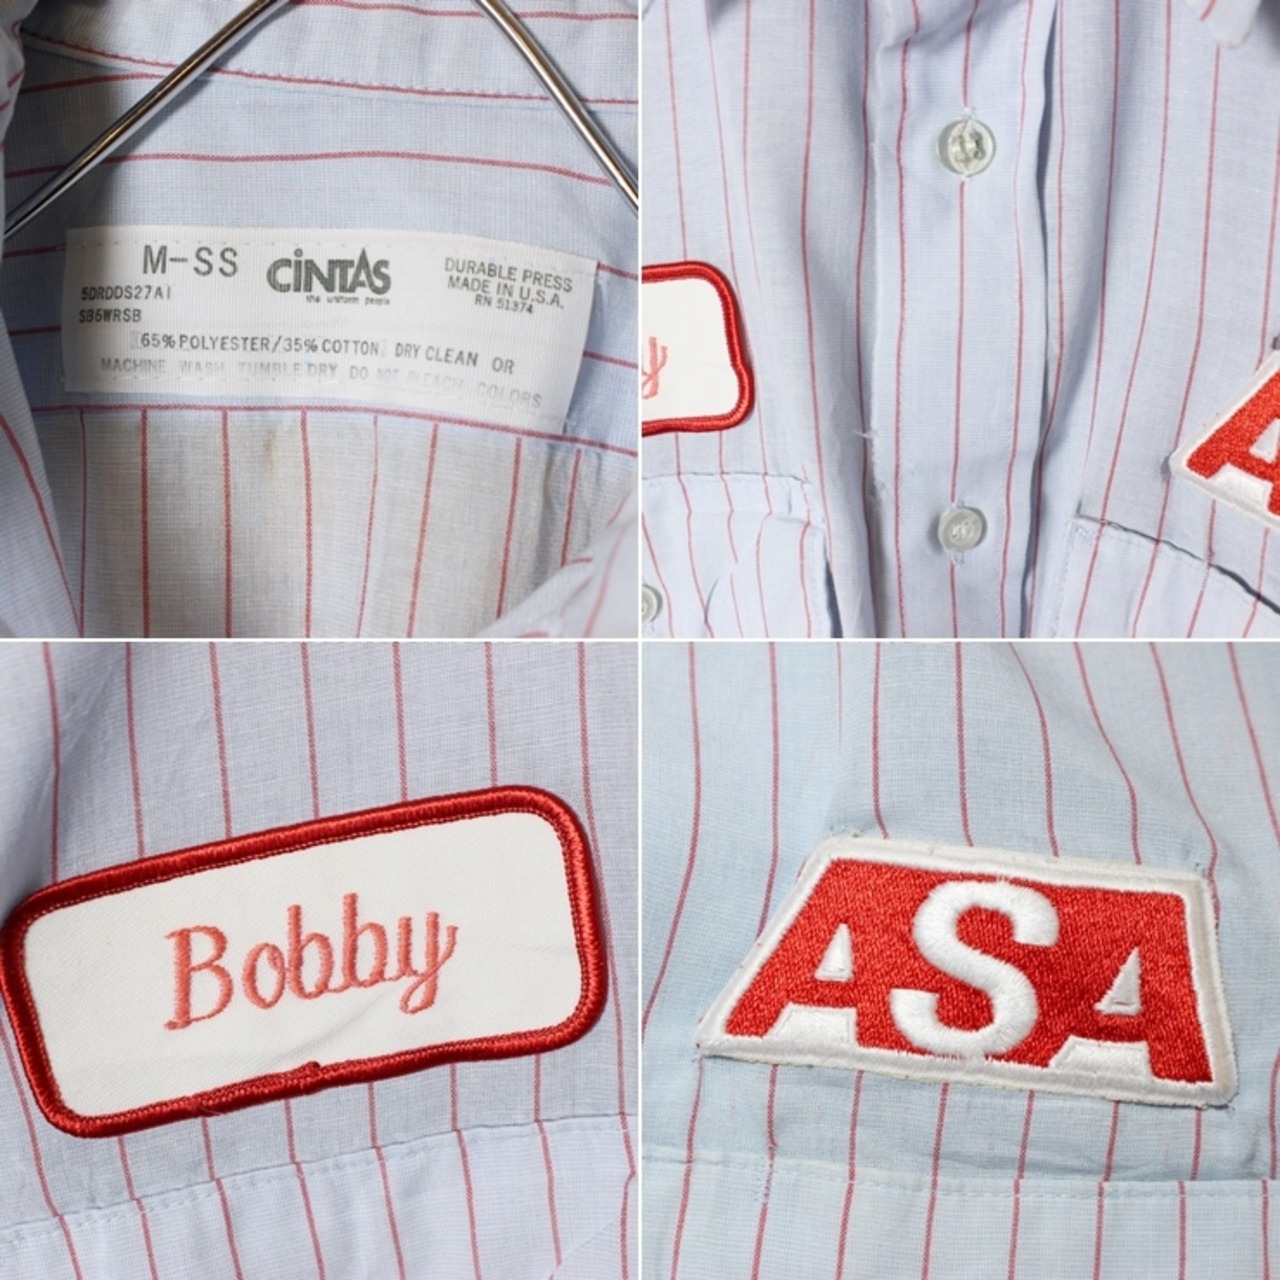 M-SS
5DRDDS27A1
SB6WRSB
CiNTAS
the uniform people
DURABLE PRESS
MADE IN U.S.A.
RN 51374
65% POLYESTER/35% COTTON DRY CLEAN OR
MACHINE WASH TUMBLE DRY DO NOT BLEACH COLORS
y
A
Bobby
ASA